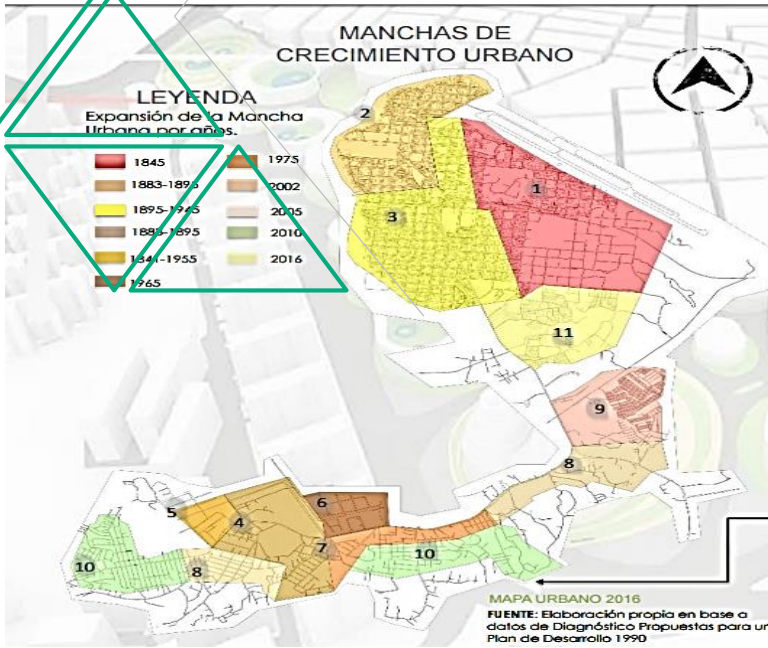 MANCHAS DE
CRECIMIENTO URBANO
LEYENDA
Expansión de la Mancha
Urbana por años.
1845
1883-1895
1895-1945
1883-1895
1841-1955
1965
1975
2002
2005
2010
2016
2
1
3
11
9
8
6
5
4
7
10
10
8
MAPA URBANO 2016
FUENTE: Elaboración propia en base a
datos de Diagnóstico Propuestas para un
Plan de Desarrollo 1990